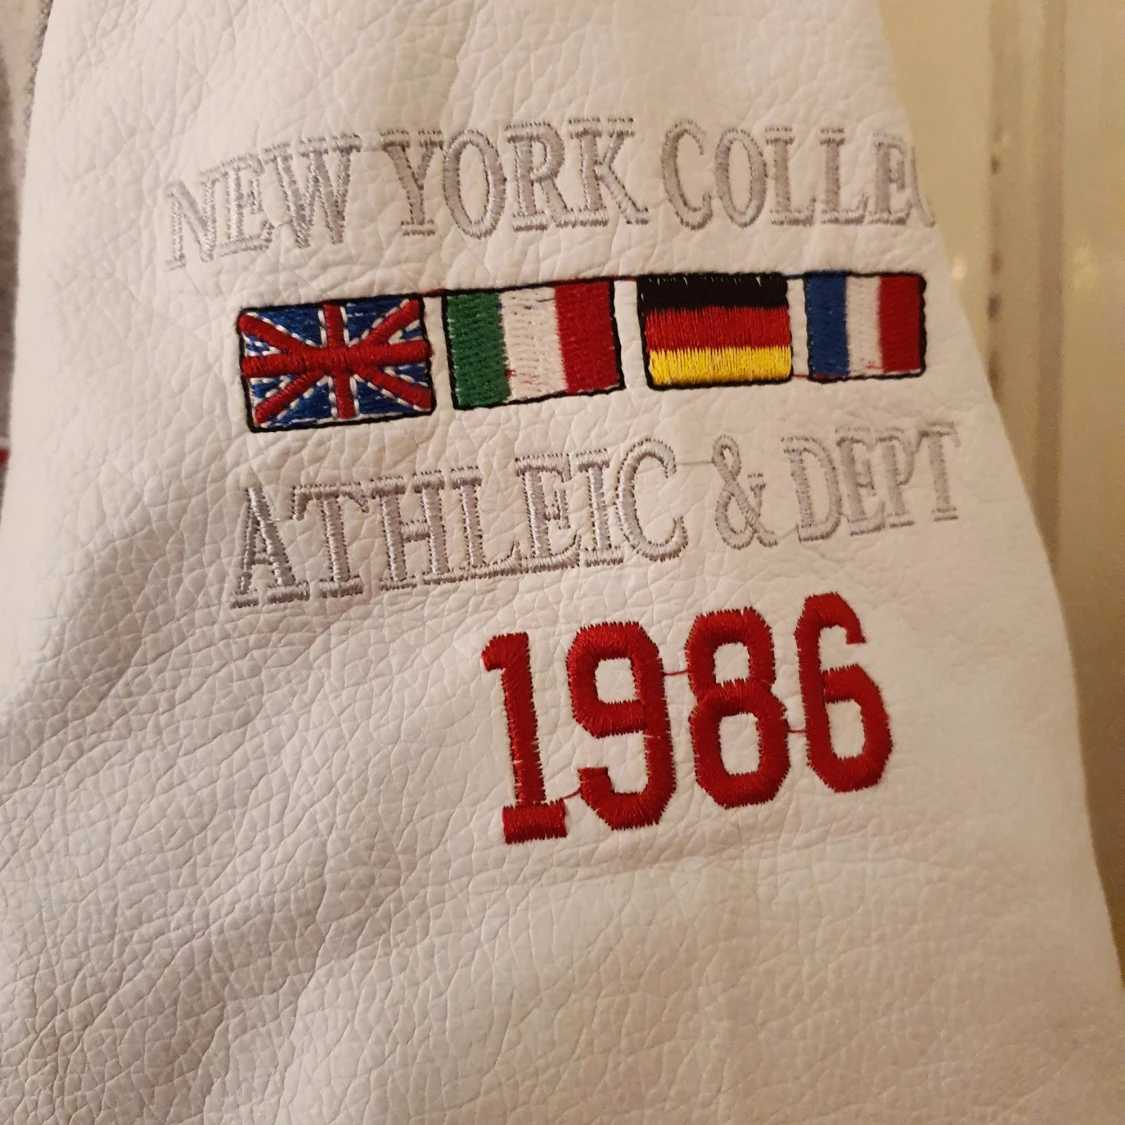 NEW YORK COLLE
ATHLEIC & DEPT
1986